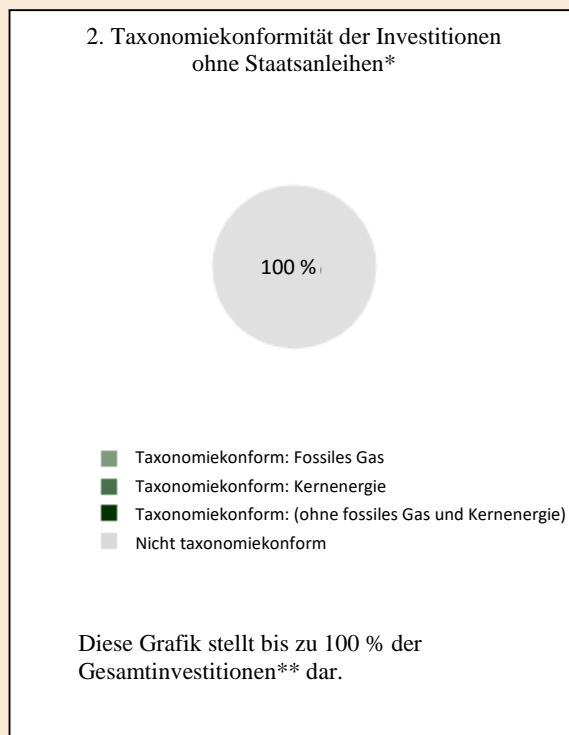 2. Taxonomiekonformität der Investitionen
ohne Staatsanleihen*
100 %
Taxonomiekonform: Fossiles Gas
Taxonomiekonform: Kernenergie
Taxonomiekonform: (ohne fossiles Gas und Kernenergie)
Nicht taxonomiekonform
Diese Grafik stellt bis zu 100 % der
Gesamtinvestitionen** dar.